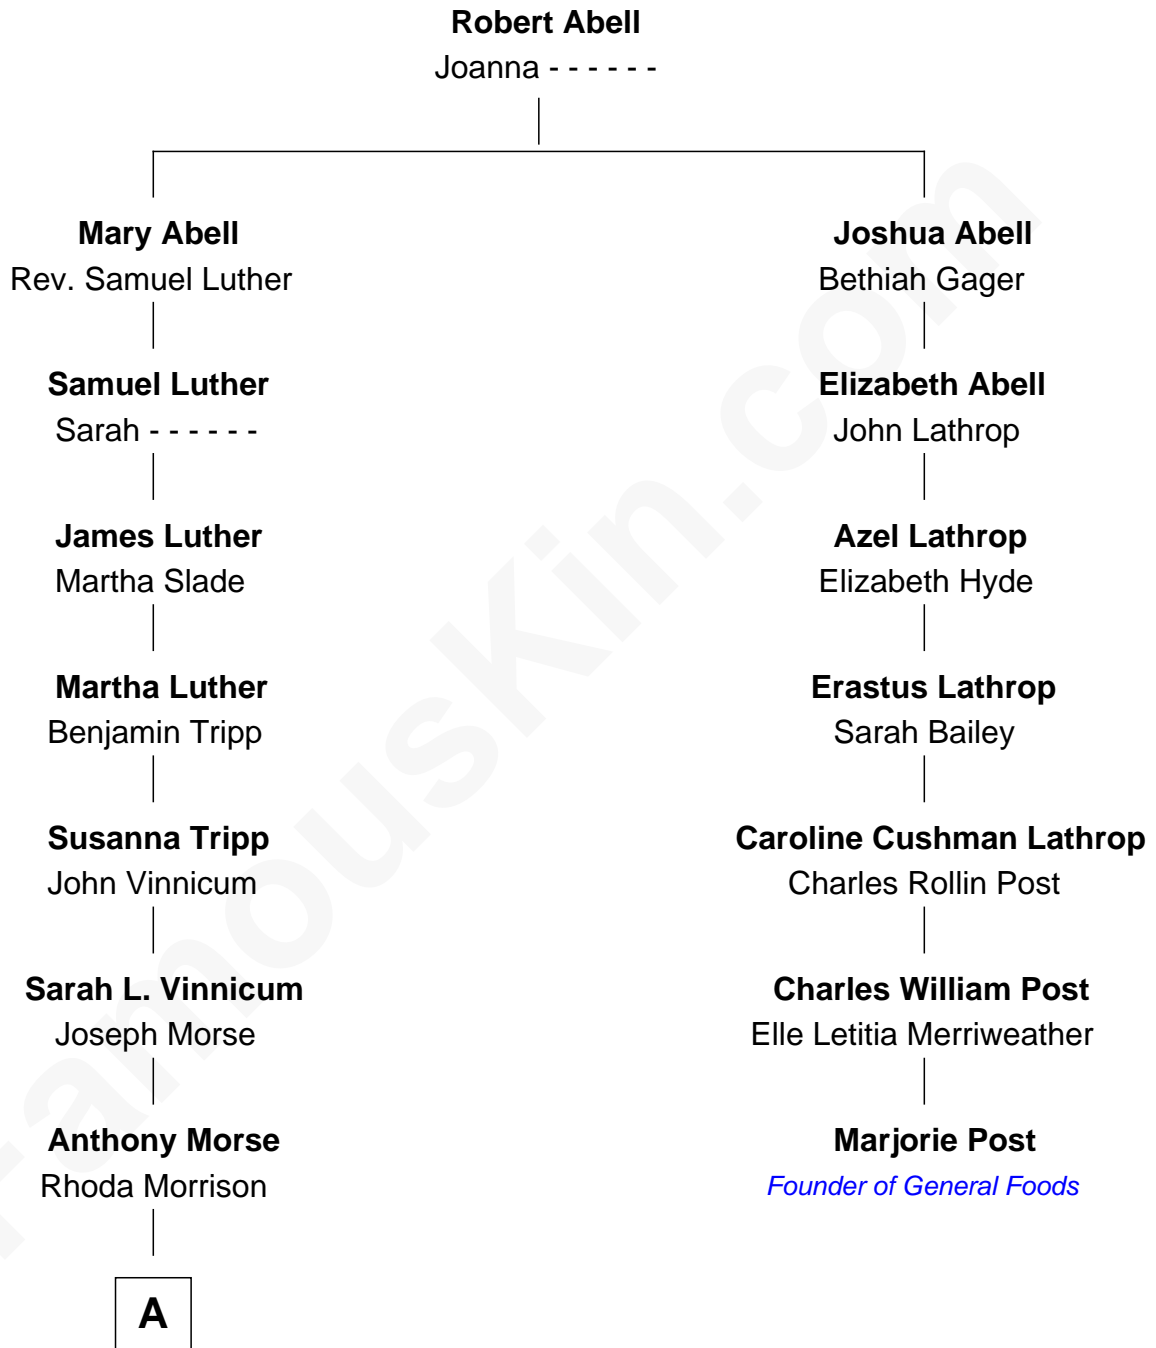 Robert Abell
Joanna - - - - - -
Mary Abell
Rev. Samuel Luther
Samuel Luther
Sarah - - - - - -
James Luther
Martha Slade
Martha Luther
Benjamin Tripp
Susanna Tripp
John Vinnicum
Sarah L. Vinnicum
Joseph Morse
Anthony Morse
Rhoda Morrison
A
Joshua Abell
Bethiah Gager
Elizabeth Abell
John Lathrop
Azel Lathrop
Elizabeth Hyde
Erastus Lathrop
Sarah Bailey
Caroline Cushman Lathrop
Charles Rollin Post
Charles William Post
Elle Letitia Merriweather
Marjorie Post
Founder of General Foods
FamousKin.com